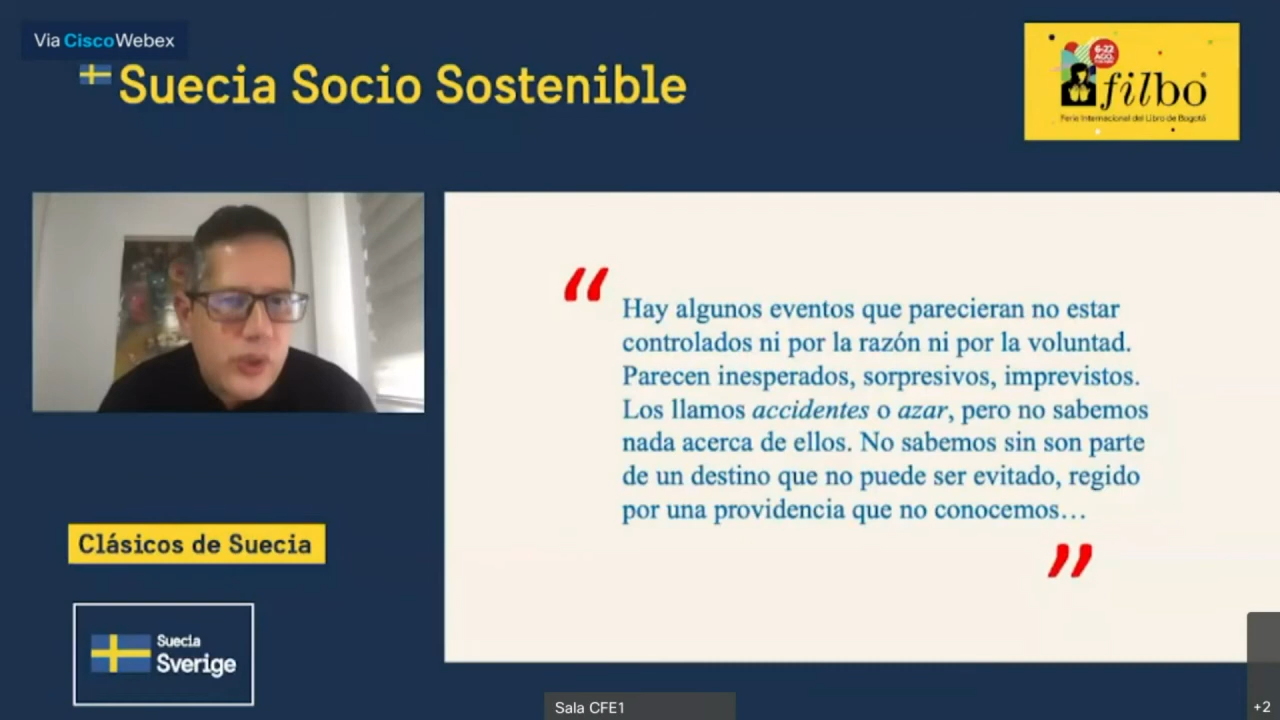 Via CiscoWebex
Suecia Socio Sostenible
6-22
AGO.
filbo
Feria Internacional del Libro de Bogotá
“
Hay algunos eventos que parecieran no estar
controlados ni por la razón ni por la voluntad.
Parecen inesperados, sorpresivos, imprevistos.
Los llamos accidentes o azar, pero no sabemos
nada acerca de ellos. No sabemos sin son parte
de un destino que no puede ser evitado, regido
por una providencia que no conocemos…
”
Clásicos de Suecia
Suecia
Sverige
Sala CFE1
+2